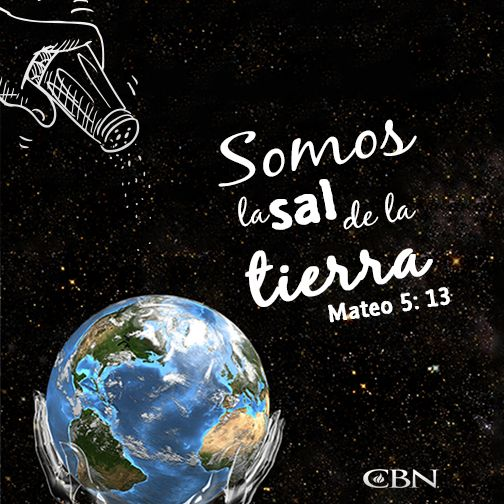 Somos
la sal de la
tierra
Mateo 5: 13
CBN